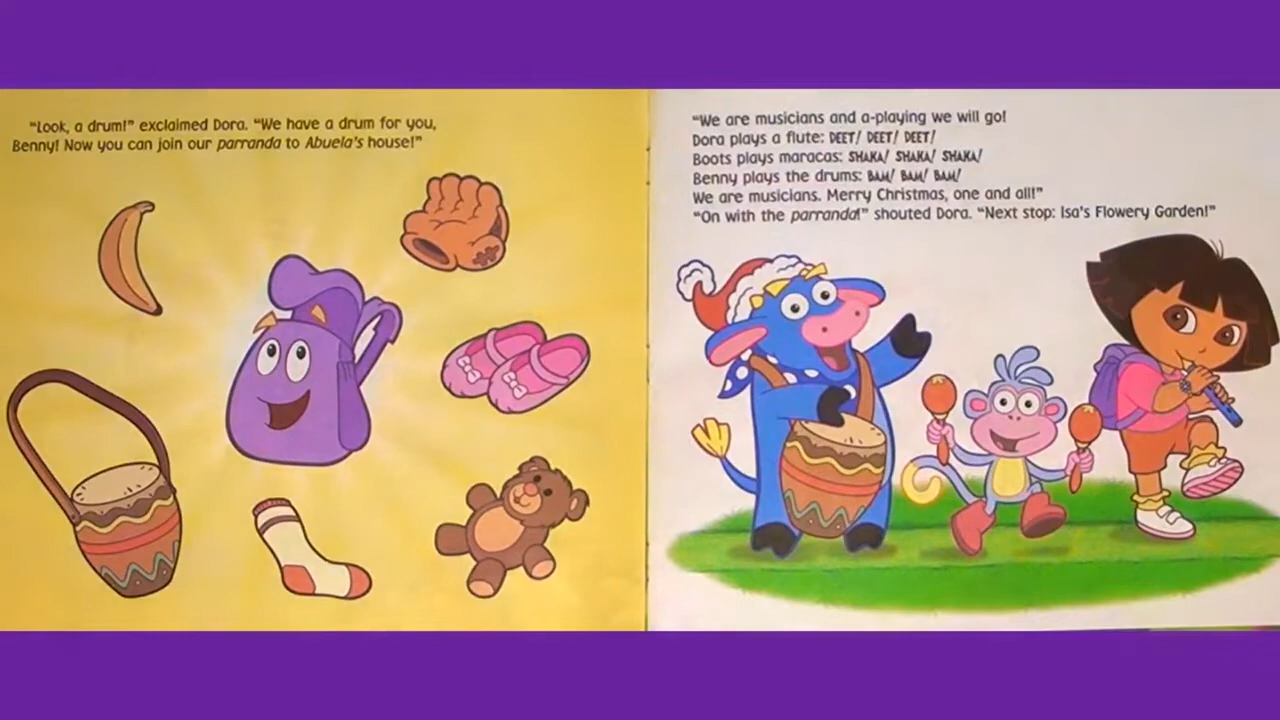 “Look, a drum!” exclaimed Dora. “We have a drum for you,
Benny! Now you can join our parranda to Abuela’s house!”
“We are musicians and a-playing we will go!
Dora plays a flute: DEET! DEET! DEET!
Boots plays maracas: SHAKA! SHAKA! SHAKA!
Benny plays the drums: BAM! BAM! BAM!
We are musicians. Merry Christmas, one and all!”
“On with the parranda!” shouted Dora. “Next stop: Isa’s Flowery Garden!”